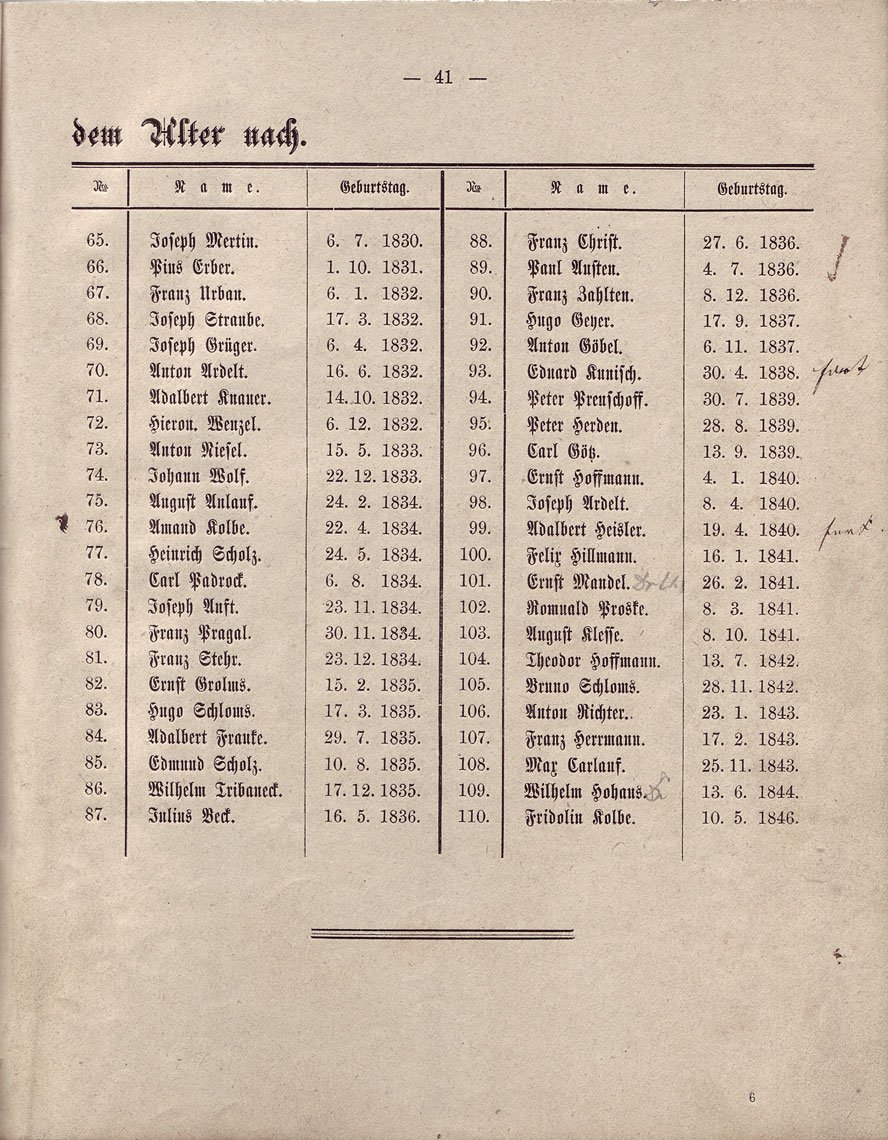 — 41 —
dem Alter nach.
№ Name. Geburtstag. № Name. Geburtstag.
65. Joseph Mertin. 6. 7. 1830. 88. Franz Christ. 27. 6. 1836.
66. Pius Erber. 1. 10. 1831. 89. Paul Austen. 4. 7. 1836.
67. Franz Urban. 6. 1. 1832. 90. Franz Zahlten. 8. 12. 1836.
68. Joseph Straube. 17. 3. 1832. 91. Hugo Geyer. 17. 9. 1837.
69. Joseph Grüger. 6. 4. 1832. 92. Anton Göbel. 6. 11. 1837.
70. Anton Ardelt. 16. 6. 1832. 93. Eduard Kunisch. 30. 4. 1838.
71. Adalbert Knauer. 14. 10. 1832. 94. Peter Preuschoff. 30. 7. 1839.
72. Hieron. Wenzel. 6. 12. 1832. 95. Peter Herden. 28. 8. 1839.
73. Anton Riesel. 15. 5. 1833. 96. Carl Götz. 13. 9. 1839.
74. Johann Wolf. 22. 12. 1833. 97. Ernst Hoffmann. 4. 1. 1840.
75. August Anlauf. 24. 2. 1834. 98. Joseph Ardelt. 8. 4. 1840.
76. Amand Kolbe. 22. 4. 1834. 99. Adalbert Heisler. 19. 4. 1840.
77. Heinrich Scholz. 24. 5. 1834. 100. Felix Hillmann. 16. 1. 1841.
78. Carl Padrock. 6. 8. 1834. 101. Ernst Mandel. 26. 2. 1841.
79. Joseph Auft. 23. 11. 1834. 102. Romuald Proske. 8. 3. 1841.
80. Franz Pragal. 30. 11. 1834. 103. August Klesse. 8. 10. 1841.
81. Franz Stehr. 23. 12. 1834. 104. Theodor Hoffmann. 13. 7. 1842.
82. Ernst Grolms. 15. 2. 1835. 105. Bruno Schloms. 28. 11. 1842.
83. Hugo Schloms. 17. 3. 1835. 106. Anton Richter. 23. 1. 1843.
84. Adalbert Franke. 29. 7. 1835. 107. Franz Herrmann. 17. 2. 1843.
85. Edmund Scholz. 10. 8. 1835. 108. Max Carlauf. 25. 11. 1843.
86. Wilhelm Tribaneck. 17. 12. 1835. 109. Wilhelm Hohaus. 13. 6. 1844.
87. Julius Beck. 16. 5. 1836. 110. Fridolin Kolbe. 10. 5. 1846.
6